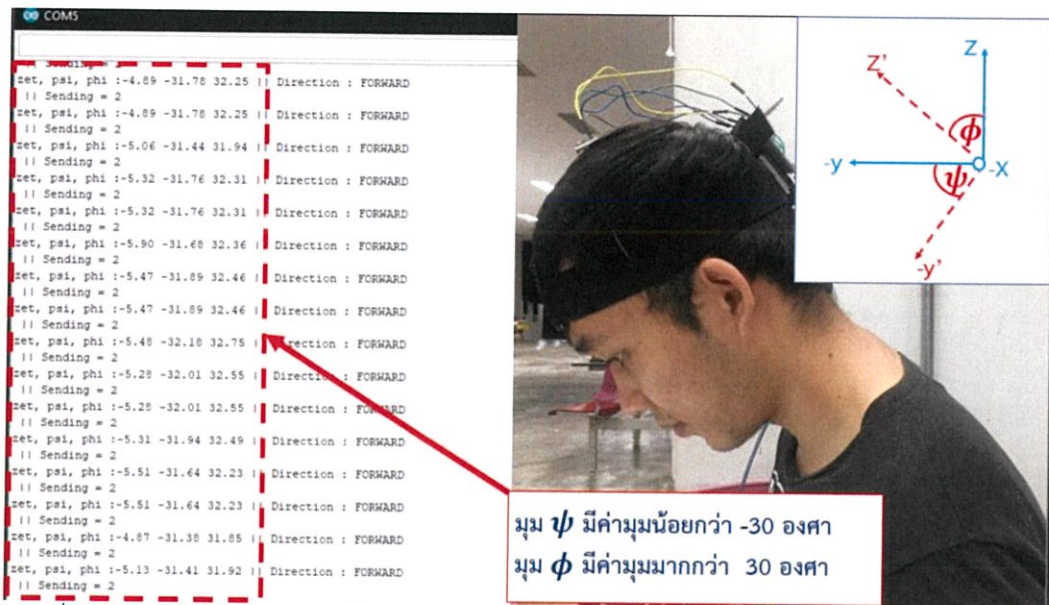 COM5
|| Sending = 2
zet, psi, phi :-4.89 -31.78 32.25 || Direction : FORWARD
|| Sending = 2
zet, psi, phi :-4.89 -31.78 32.25 || Direction : FORWARD
|| Sending = 2
zet, psi, phi :-5.06 -31.44 31.94 || Direction : FORWARD
|| Sending = 2
zet, psi, phi :-5.32 -31.76 32.31 || Direction : FORWARD
|| Sending = 2
zet, psi, phi :-5.32 -31.76 32.31 || Direction : FORWARD
|| Sending = 2
zet, psi, phi :-5.90 -31.68 32.36 || Direction : FORWARD
|| Sending = 2
zet, psi, phi :-5.47 -31.89 32.46 || Direction : FORWARD
|| Sending = 2
zet, psi, phi :-5.47 -31.89 32.46 || Direction : FORWARD
|| Sending = 2
zet, psi, phi :-5.48 -32.18 32.75 || Direction : FORWARD
|| Sending = 2
zet, psi, phi :-5.28 -32.01 32.55 || Direction : FORWARD
|| Sending = 2
zet, psi, phi :-5.28 -32.01 32.55 || Direction : FORWARD
|| Sending = 2
zet, psi, phi :-5.31 -31.94 32.49 || Direction : FORWARD
|| Sending = 2
zet, psi, phi :-5.51 -31.64 32.23 || Direction : FORWARD
|| Sending = 2
zet, psi, phi :-5.51 -31.64 32.23 || Direction : FORWARD
|| Sending = 2
zet, psi, phi :-4.87 -31.38 31.85 || Direction : FORWARD
|| Sending = 2
zet, psi, phi :-5.13 -31.41 31.92 || Direction : FORWARD
|| Sending = 2
Z
Z'
ϕ
-y
-X
ψ
-y'
มุม ψ มีค่ามุมน้อยกว่า -30 องศา
มุม ϕ มีค่ามุมมากกว่า 30 องศา